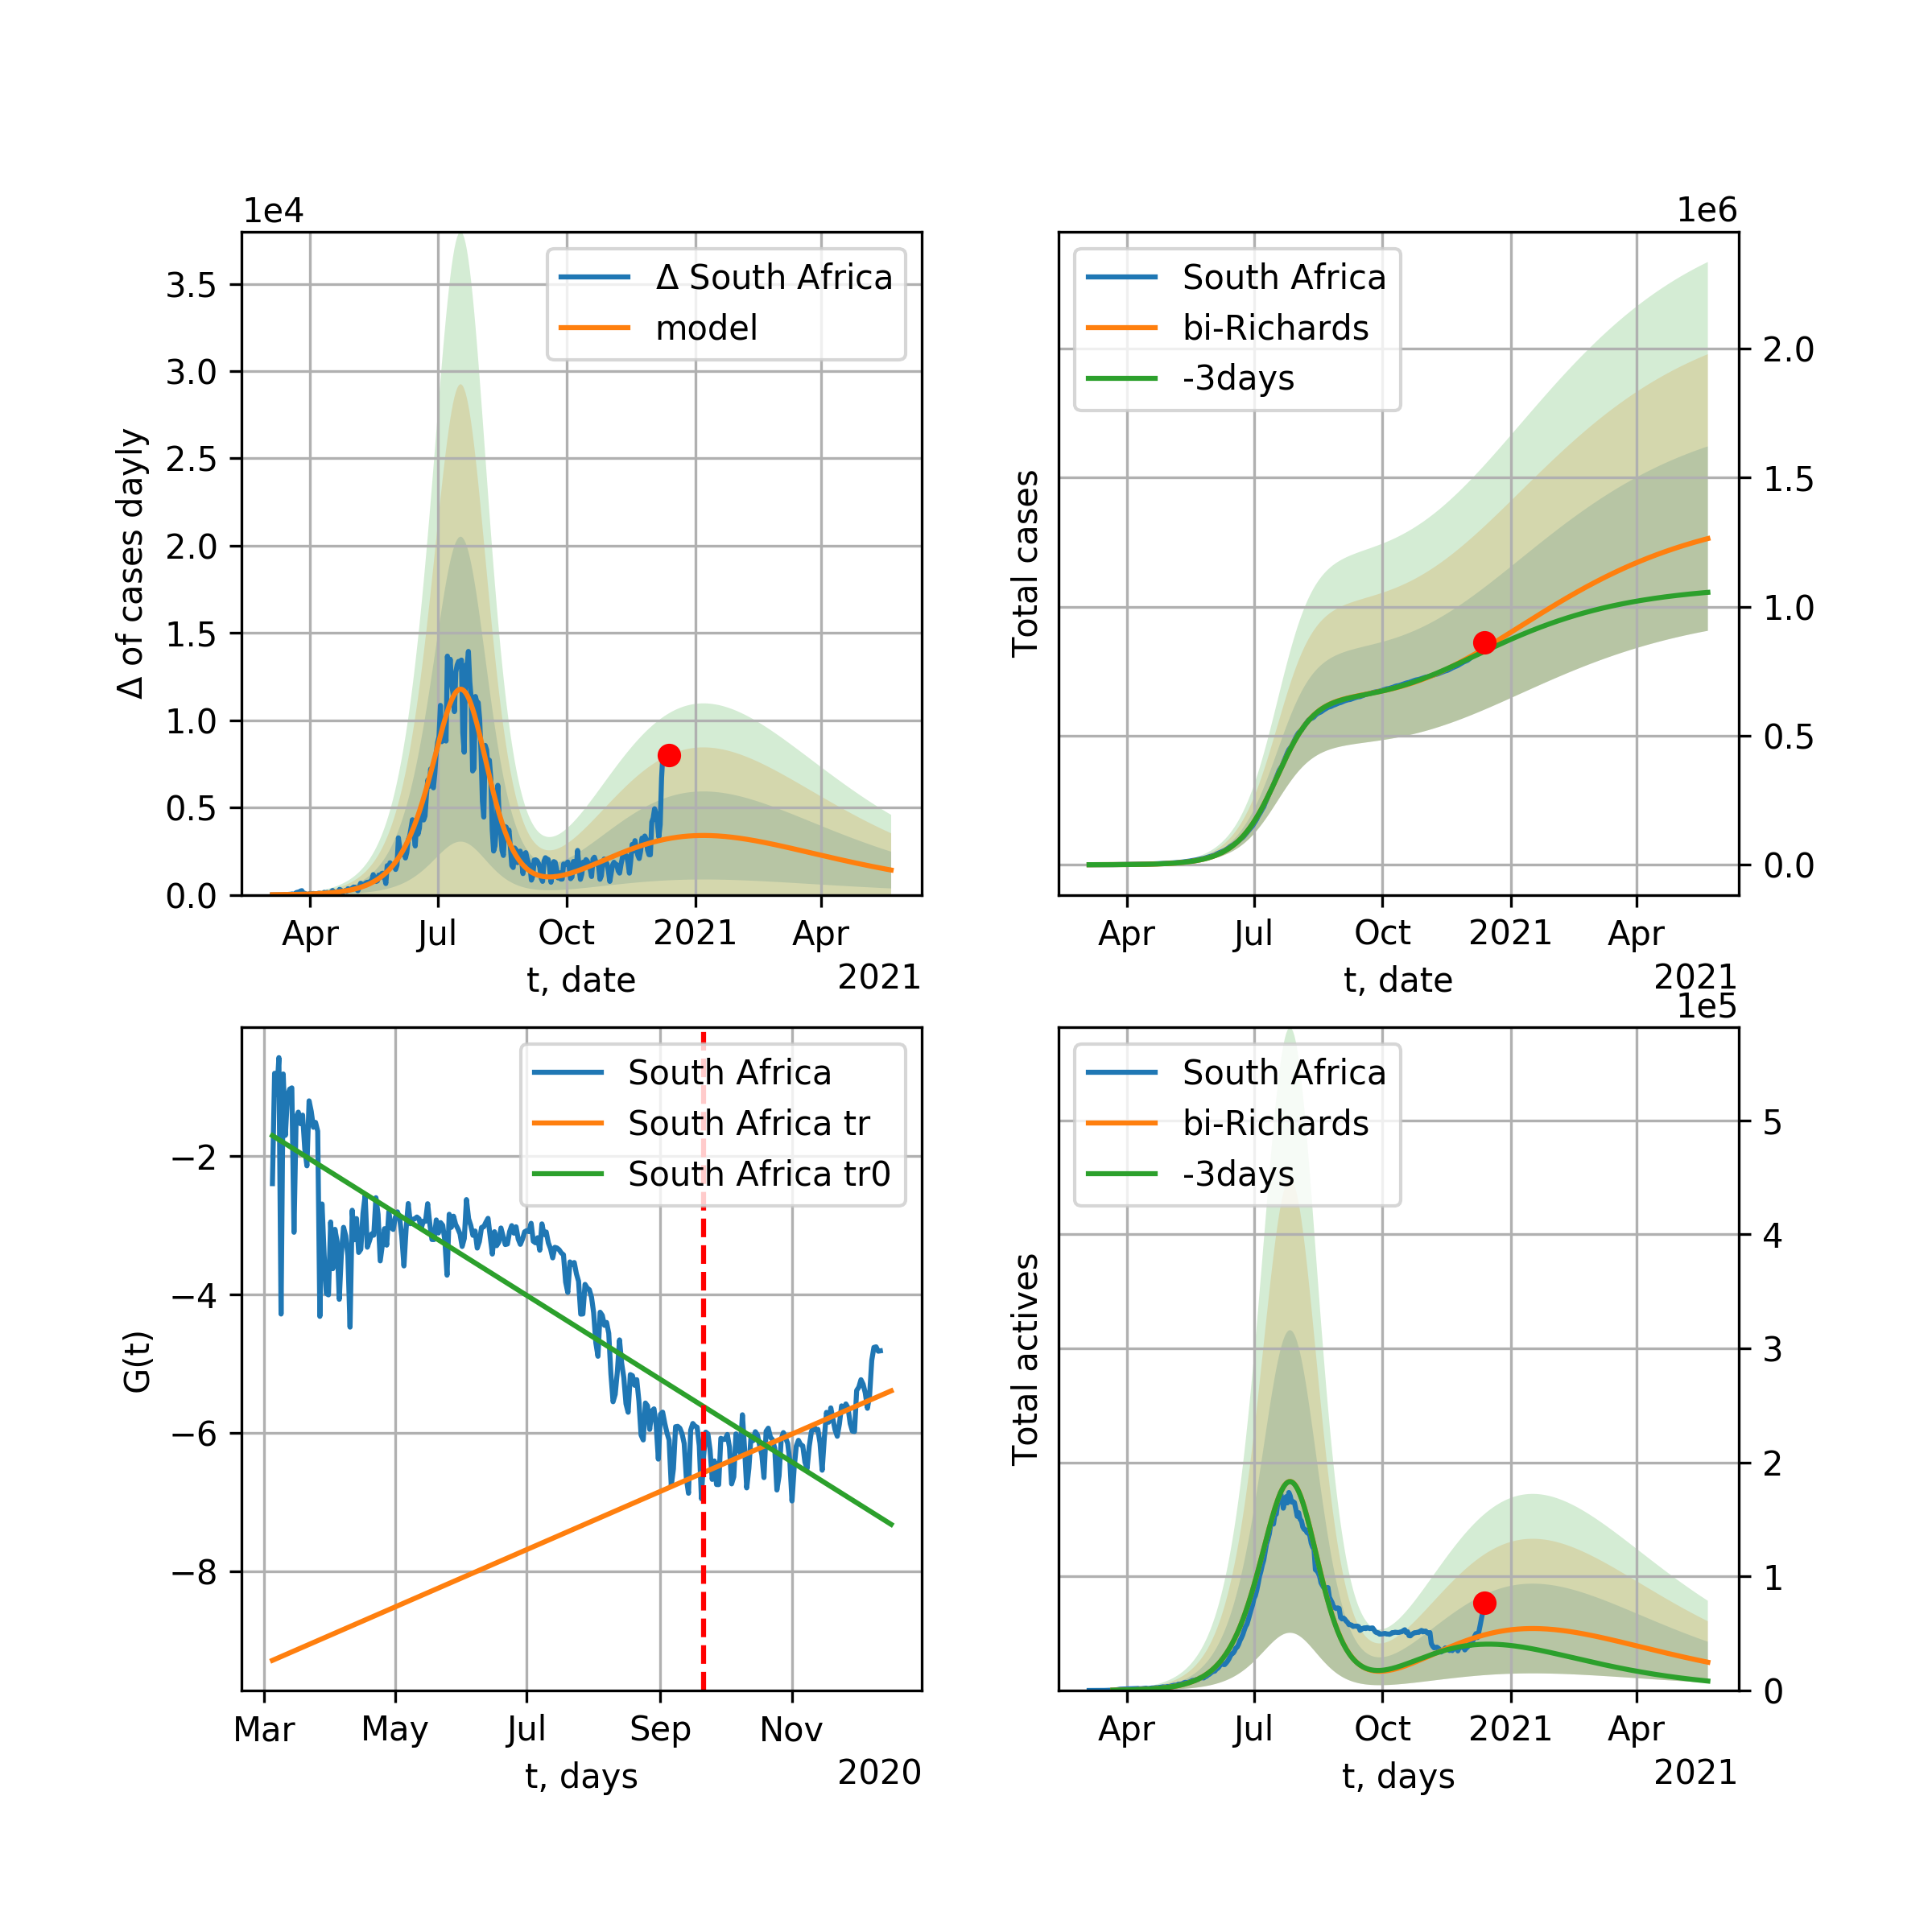 1e4
Δ of cases dayly
3.5
3.0
2.5
2.0
1.5
1.0
0.5
0.0
Δ South Africa
model
Apr Jul Oct 2021 Apr
t, date
2021
1e6
Total cases
South Africa
bi-Richards
-3days
2.0
1.5
1.0
0.5
0.0
Apr Jul Oct 2021 Apr
t, date
2021
G(t)
−2
−4
−6
−8
South Africa
South Africa tr
South Africa tr0
Mar May Jul Sep Nov
t, days
2020
1e5
Total actives
South Africa
bi-Richards
-3days
5
4
3
2
1
0
Apr Jul Oct 2021 Apr
t, days
2021